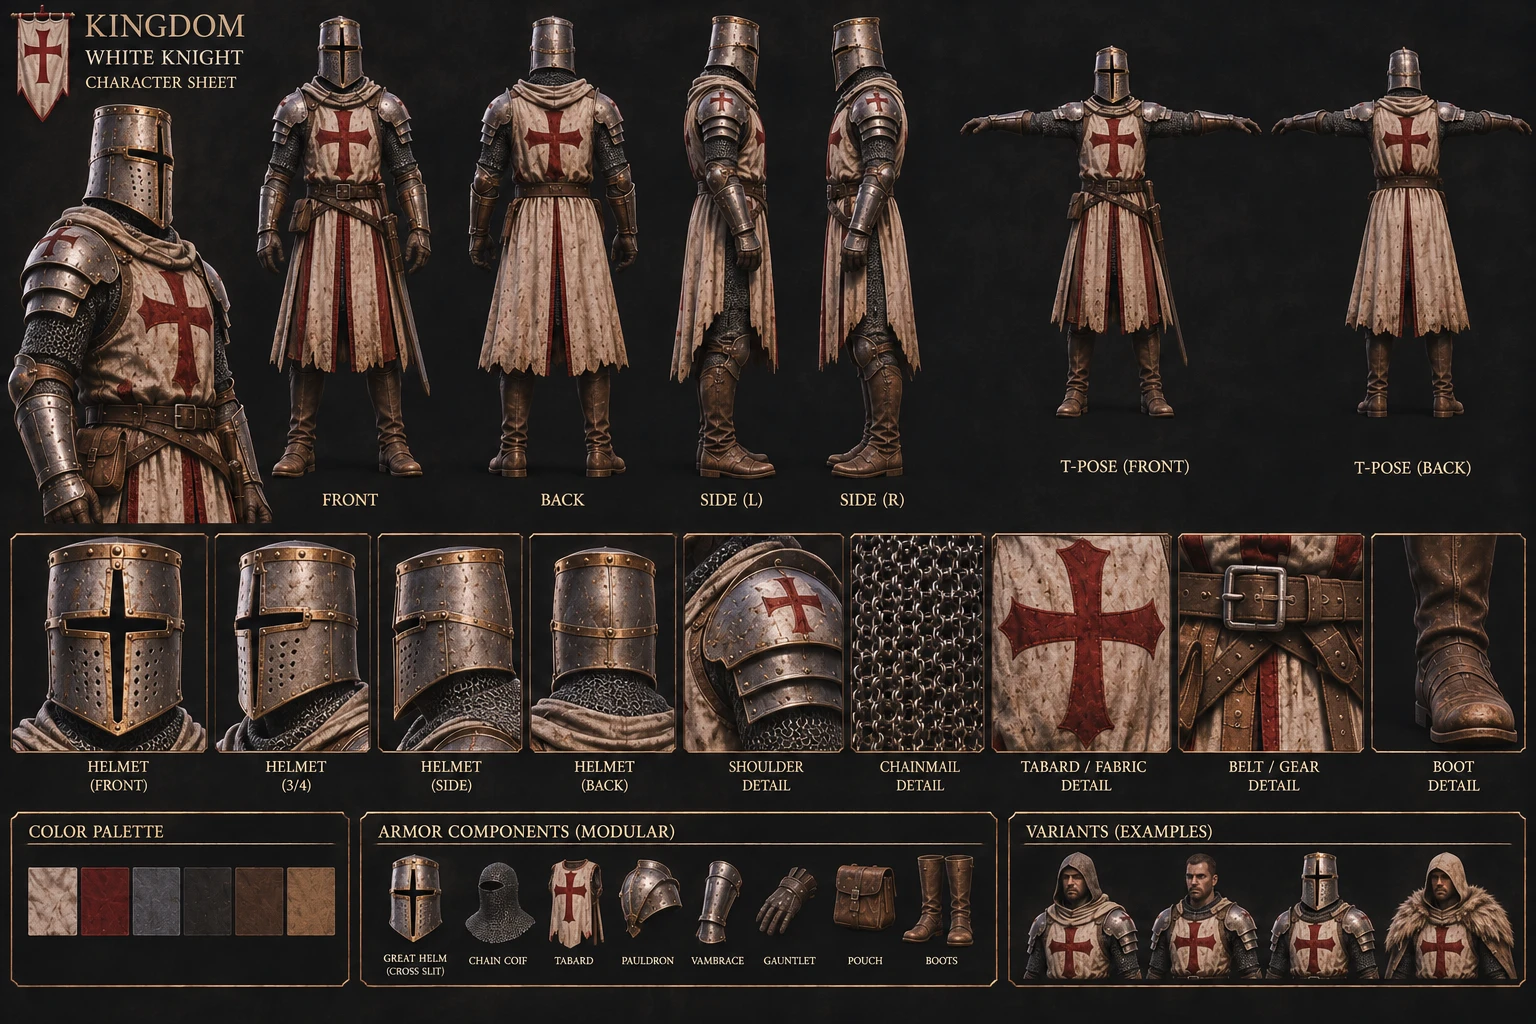 KINGDOM
WHITE KNIGHT
CHARACTER SHEET
FRONT
BACK
SIDE (L)
SIDE (R)
T-POSE (FRONT)
T-POSE (BACK)
HELMET
(FRONT)
HELMET
(3/4)
HELMET
(SIDE)
HELMET
(BACK)
SHOULDER
DETAIL
CHAINMAIL
DETAIL
TABARD / FABRIC
DETAIL
BELT / GEAR
DETAIL
BOOT
DETAIL
COLOR PALETTE
ARMOR COMPONENTS (MODULAR)
GREAT HELM
(CROSS SLIT)
CHAIN COIF
TABARD
PAULDRON
VAMBRACE
GAUNTLET
POUCH
BOOTS
VARIANTS (EXAMPLES)